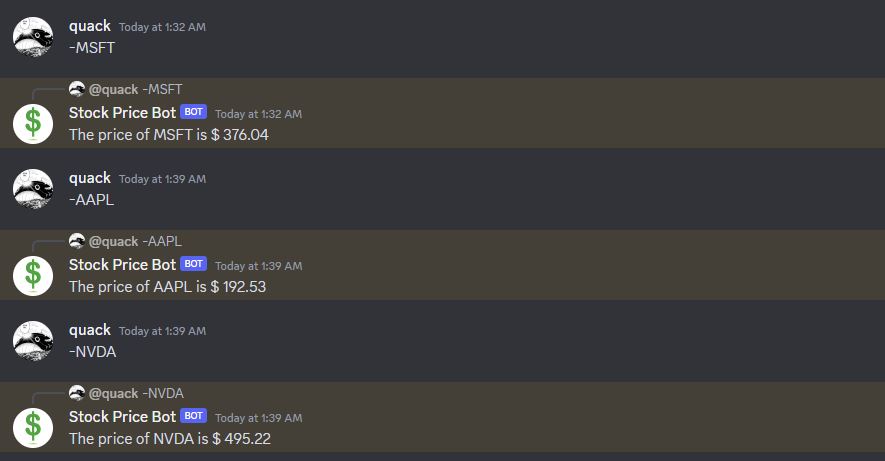 quack Today at 1:32 AM
-MSFT
@quack -MSFT
$ Stock Price Bot BOT Today at 1:32 AM
The price of MSFT is $ 376.04
quack Today at 1:39 AM
-AAPL
@quack -AAPL
$ Stock Price Bot BOT Today at 1:39 AM
The price of AAPL is $ 192.53
quack Today at 1:39 AM
-NVDA
@quack -NVDA
$ Stock Price Bot BOT Today at 1:39 AM
The price of NVDA is $ 495.22